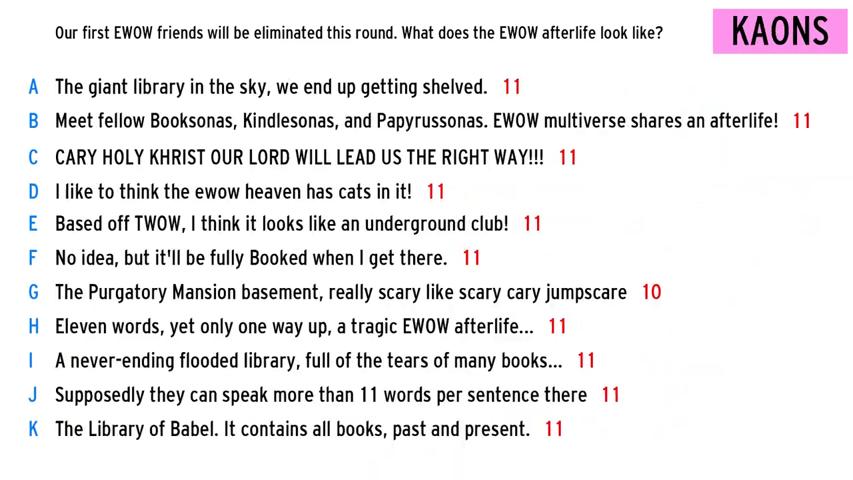 Our first EWOW friends will be eliminated this round. What does the EWOW afterlife look like?
KAONS
A The giant library in the sky, we end up getting shelved. 11
B Meet fellow Booksonas, Kindlesonas, and Papyrussonas. EWOW multiverse shares an afterlife! 11
C CARY HOLY KHRIST OUR LORD WILL LEAD US THE RIGHT WAY!!! 11
D I like to think the ewow heaven has cats in it! 11
E Based off TWOW, I think it looks like an underground club! 11
F No idea, but it'll be fully Booked when I get there. 11
G The Purgatory Mansion basement, really scary like scary cary jumpscare 10
H Eleven words, yet only one way up, a tragic EWOW afterlife... 11
I A never-ending flooded library, full of the tears of many books... 11
J Supposedly they can speak more than 11 words per sentence there 11
K The Library of Babel. It contains all books, past and present. 11